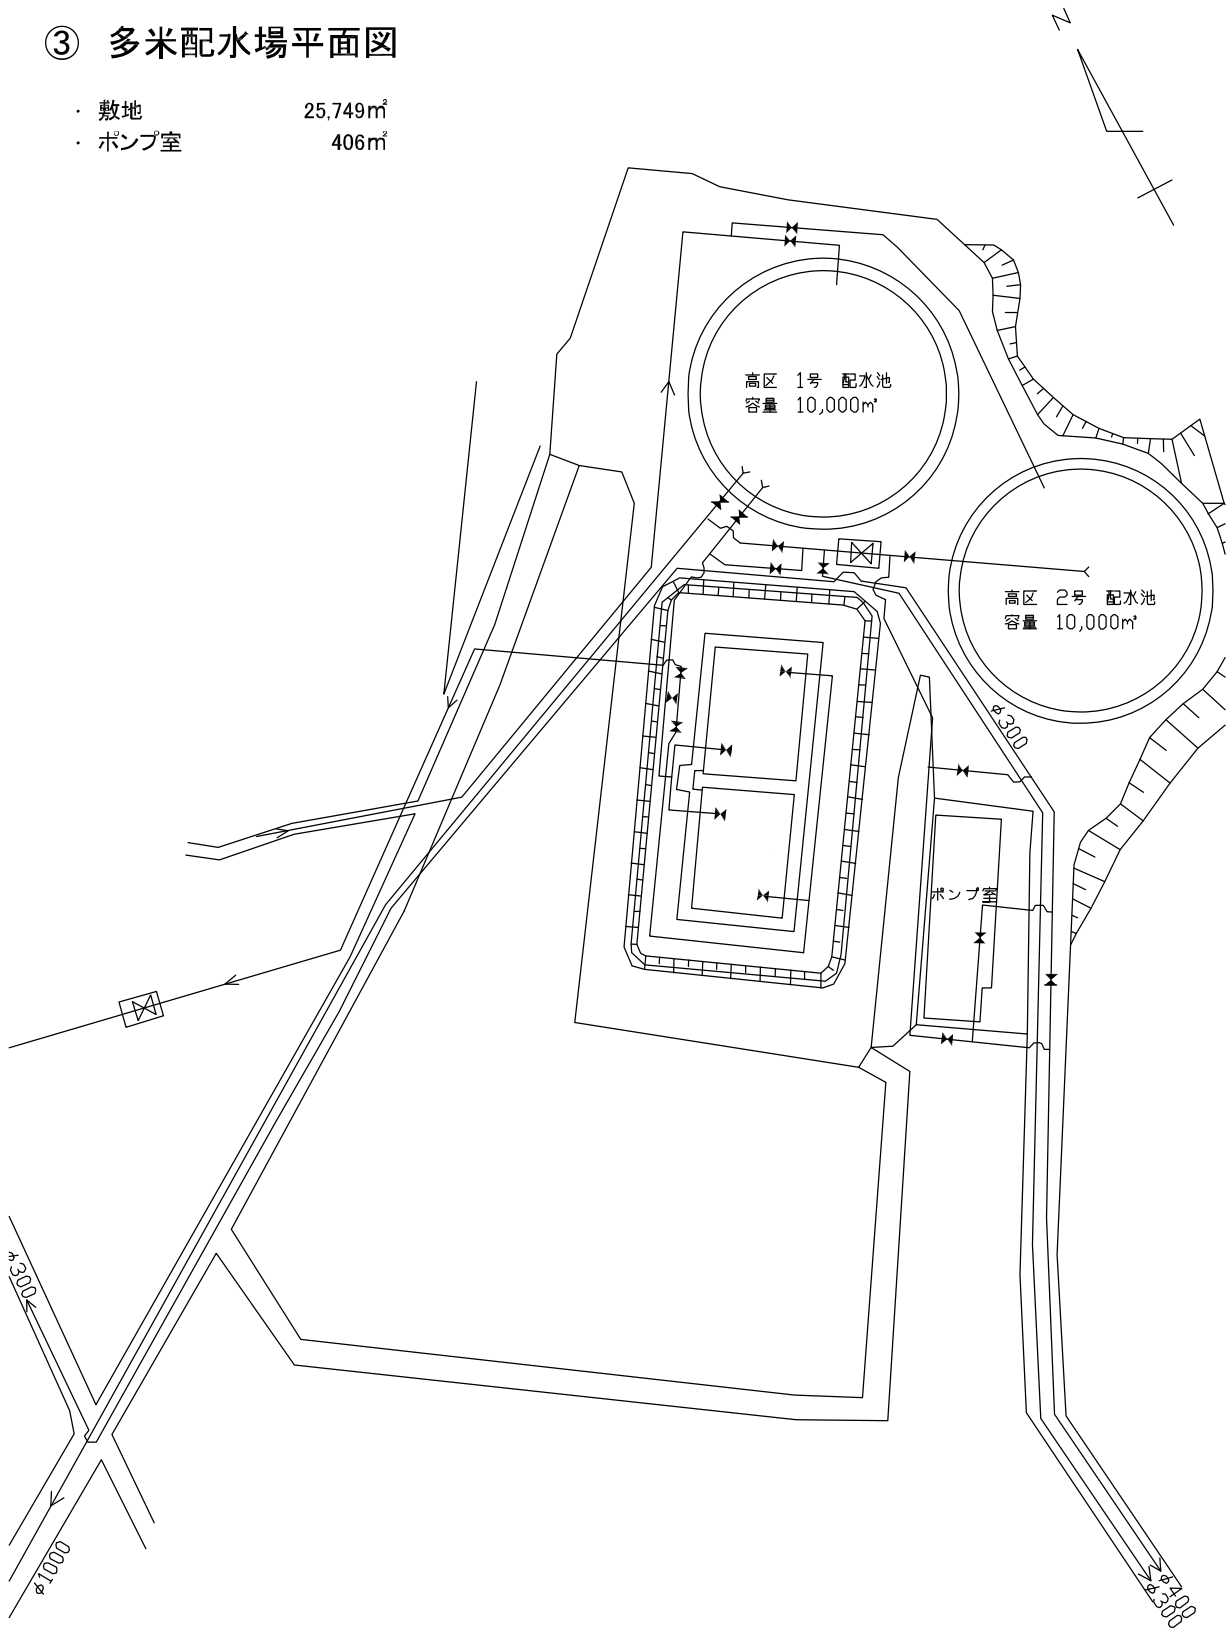 ③ 多米配水場平面図
・ 敷地 25,749㎡
・ ポンプ室 406㎡
N
高区 1号 配水池
容量 10,000㎥
高区 2号 配水池
容量 10,000㎥
φ300
ポンプ室
φ300
φ1000
φ400
φ300